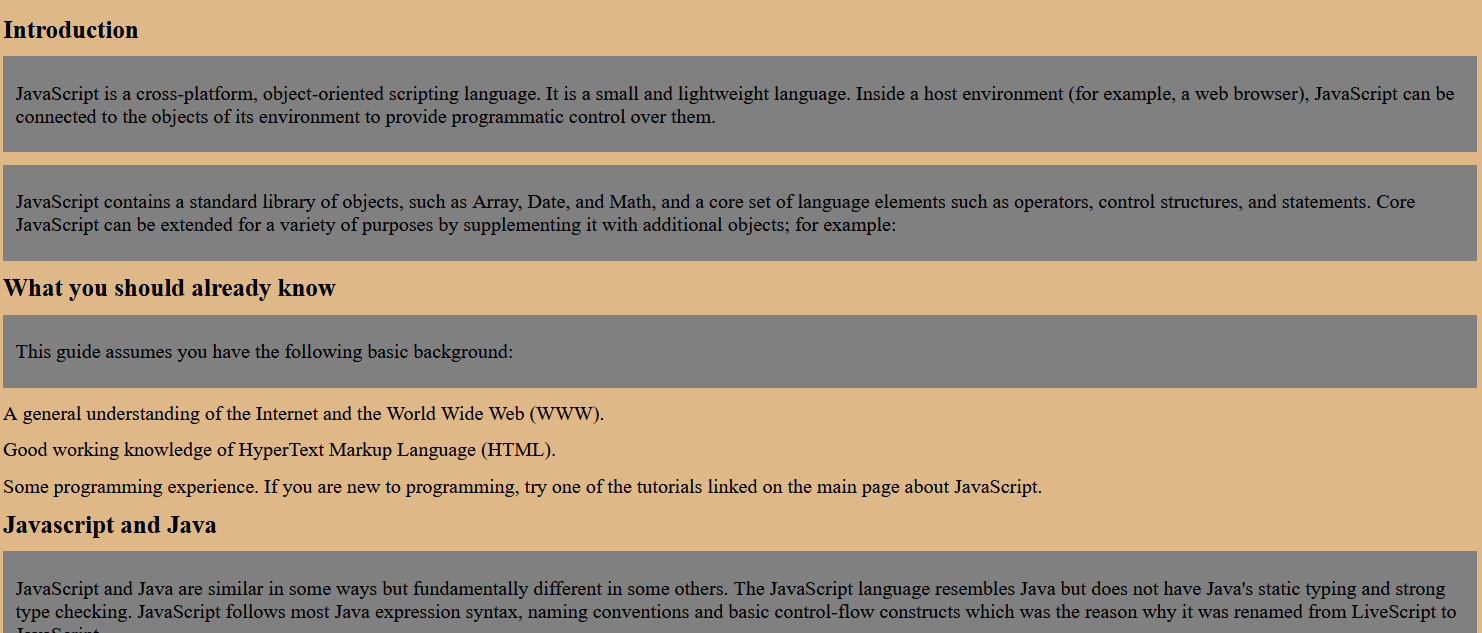 Introduction
JavaScript is a cross-platform, object-oriented scripting language. It is a small and lightweight language. Inside a host environment (for example, a web browser), JavaScript can be
connected to the objects of its environment to provide programmatic control over them.
JavaScript contains a standard library of objects, such as Array, Date, and Math, and a core set of language elements such as operators, control structures, and statements. Core
JavaScript can be extended for a variety of purposes by supplementing it with additional objects; for example:
What you should already know
This guide assumes you have the following basic background:
A general understanding of the Internet and the World Wide Web (WWW).
Good working knowledge of HyperText Markup Language (HTML).
Some programming experience. If you are new to programming, try one of the tutorials linked on the main page about JavaScript.
Javascript and Java
JavaScript and Java are similar in some ways but fundamentally different in some others. The JavaScript language resembles Java but does not have Java's static typing and strong
type checking. JavaScript follows most Java expression syntax, naming conventions and basic control-flow constructs which was the reason why it was renamed from LiveScript to
JavaScript.